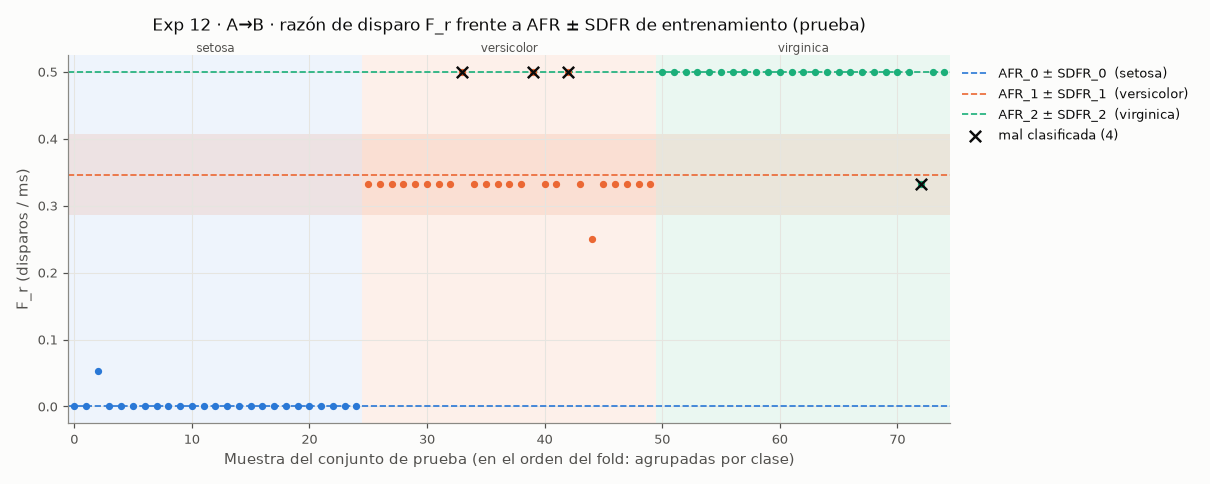 Exp 12 · A→B · razón de disparo F_r frente a AFR ± SDFR de entrenamiento (prueba)
setosa versicolor virginica
0.5
0.4
0.3
0.2
0.1
0.0
F_r (disparos / ms)
0 10 20 30 40 50 60 70
Muestra del conjunto de prueba (en el orden del fold: agrupadas por clase)
AFR_0 ± SDFR_0 (setosa)
AFR_1 ± SDFR_1 (versicolor)
AFR_2 ± SDFR_2 (virginica)
mal clasificada (4)